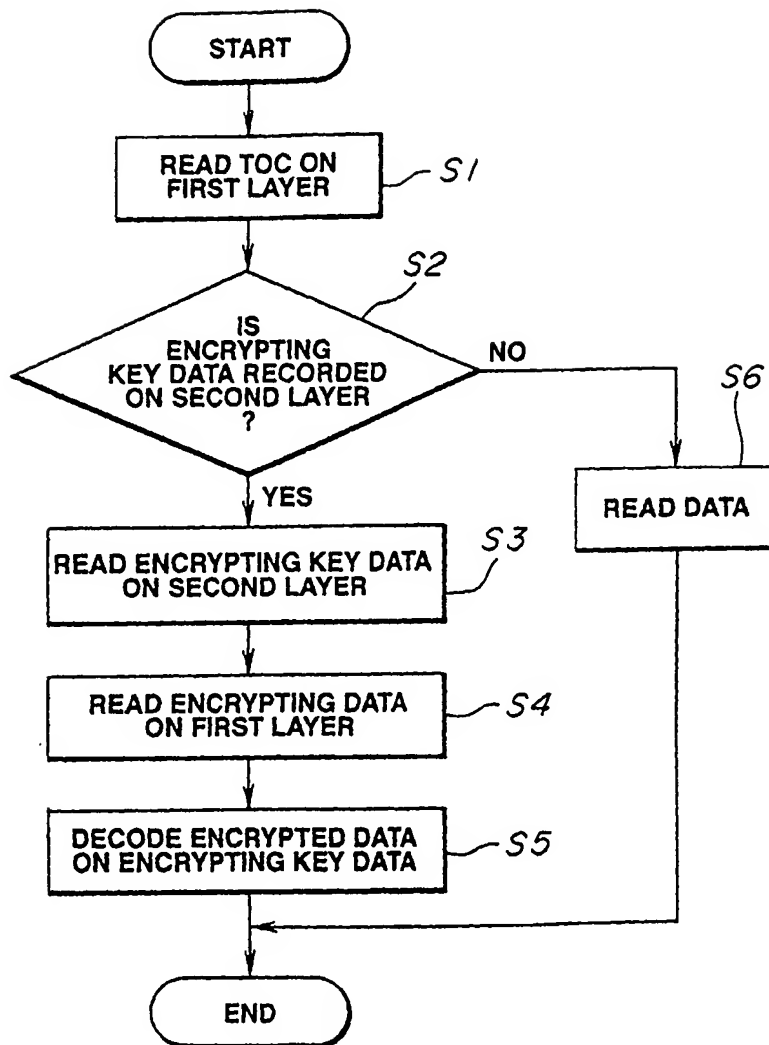 START
READ TOC ON
FIRST LAYER
S1
S2
IS
ENCRYPTING
KEY DATA RECORDED
ON SECOND LAYER
?
NO
S6
READ DATA
YES
READ ENCRYPTING KEY DATA
ON SECOND LAYER
S3
READ ENCRYPTING DATA
ON FIRST LAYER
S4
DECODE ENCRYPTED DATA
ON ENCRYPTING KEY DATA
S5
END